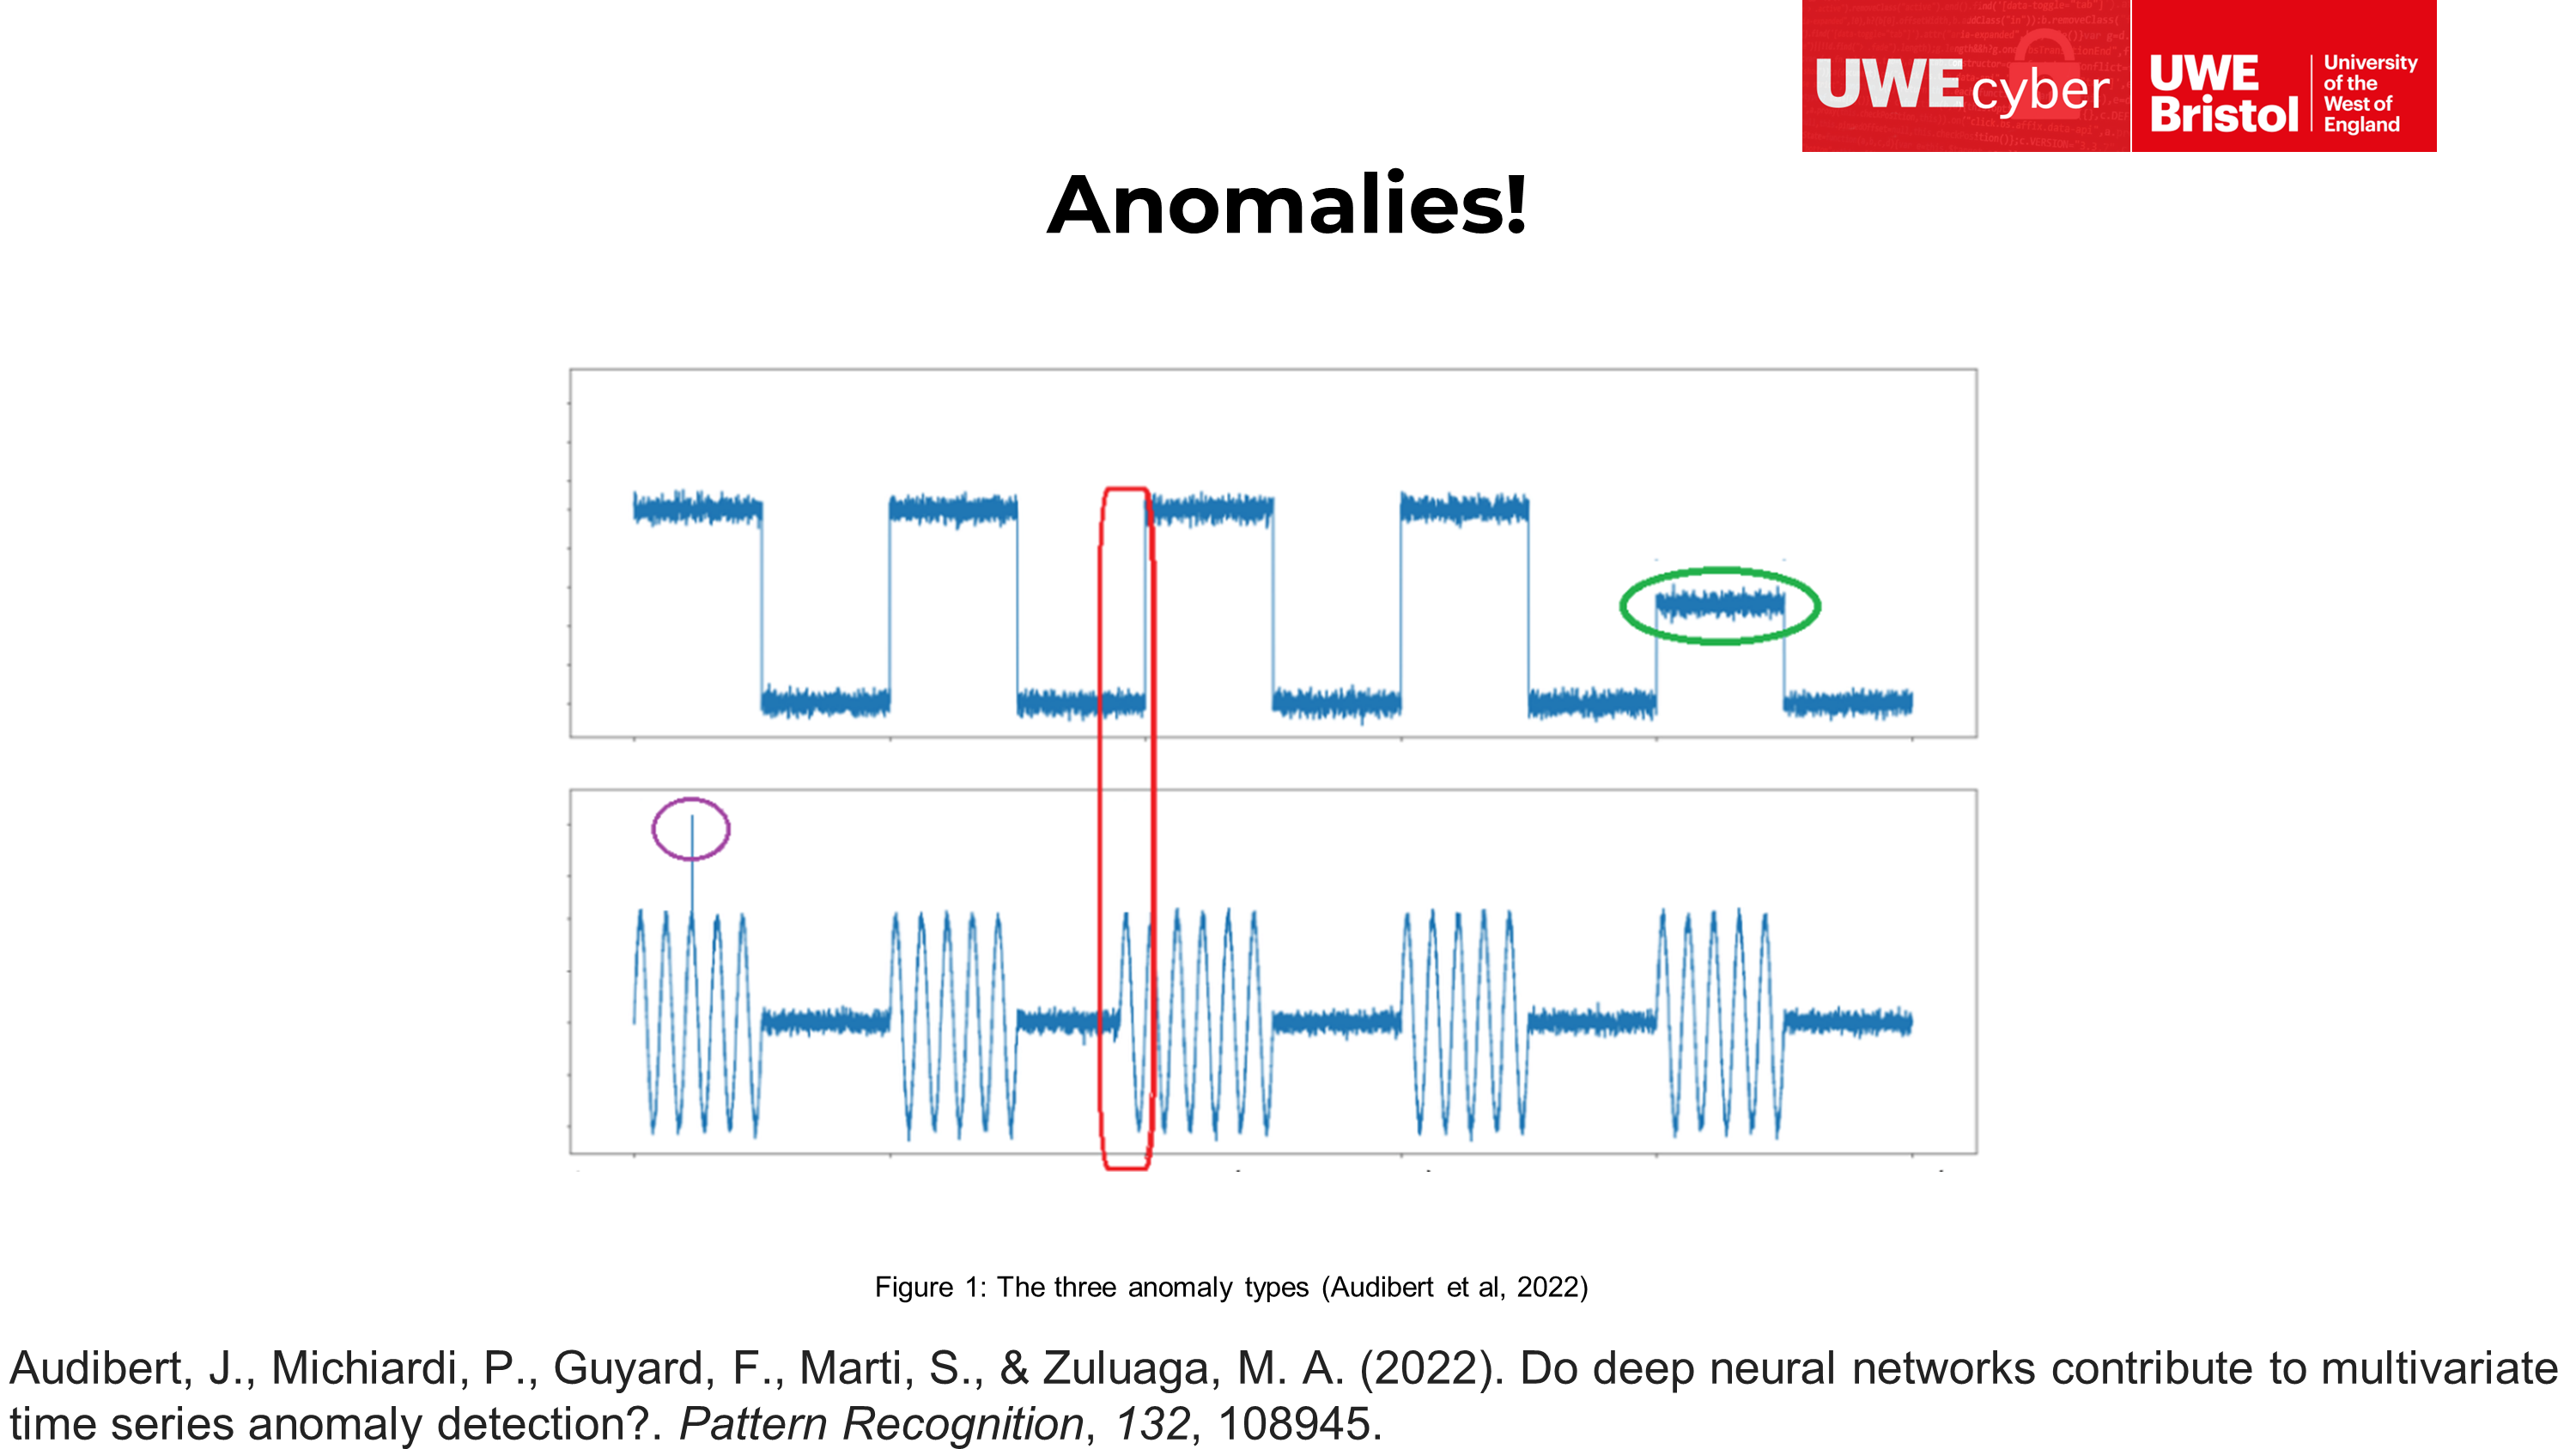 UWE cyber
UWE
Bristol
University
of the
West of
England
Anomalies!
Figure 1: The three anomaly types (Audibert et al, 2022)
Audibert, J., Michiardi, P., Guyard, F., Marti, S., & Zuluaga, M. A. (2022). Do deep neural networks contribute to multivariate
time series anomaly detection?. Pattern Recognition, 132, 108945.